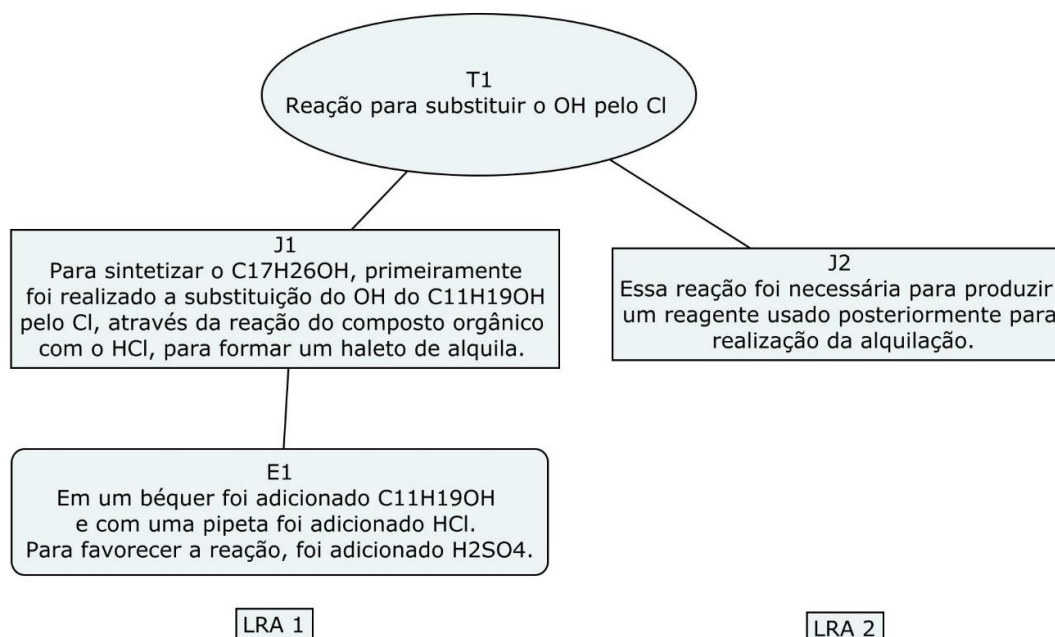 T1
Reação para substituir o OH pelo Cl
J1
Para sintetizar o C17H26OH, primeiramente
foi realizado a substituição do OH do C11H19OH
pelo Cl, através da reação do composto orgânico
com o HCl, para formar um haleto de alquila.
J2
Essa reação foi necessária para produzir
um reagente usado posteriormente para
realização da alquilação.
E1
Em um béquer foi adicionado C11H19OH
e com uma pipeta foi adicionado HCl.
Para favorecer a reação, foi adicionado H2SO4.
LRA 1
LRA 2